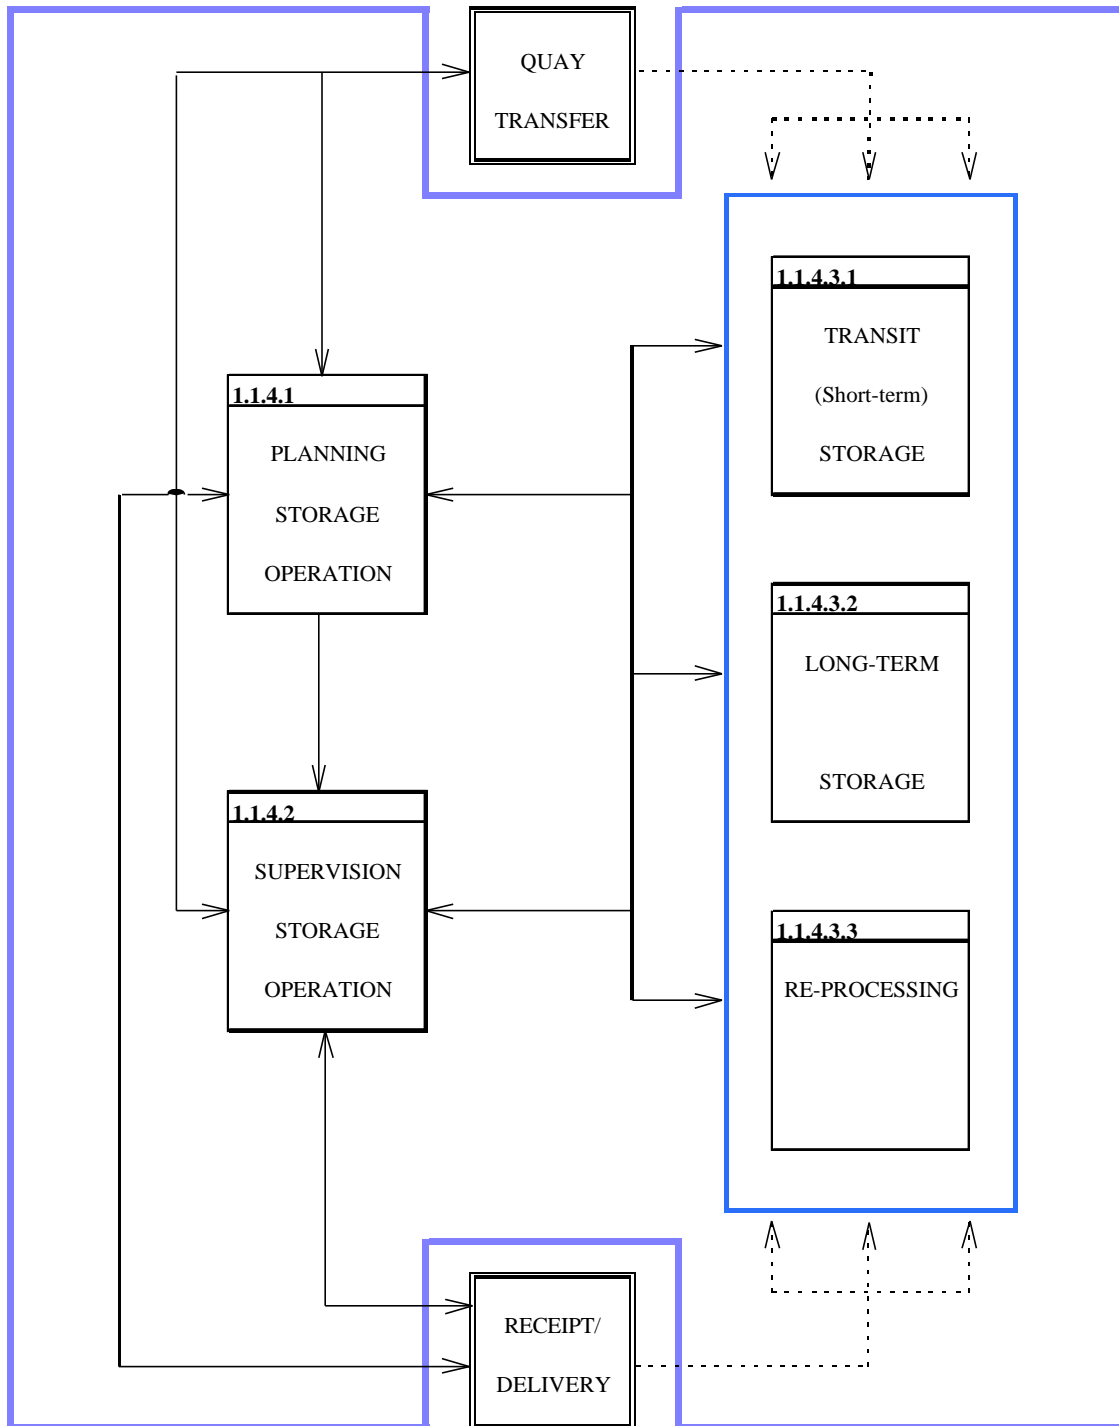 QUAY
TRANSFER
1.1.4.3.1
TRANSIT
(Short-term)
STORAGE
1.1.4.1
PLANNING
STORAGE
OPERATION
1.1.4.3.2
LONG-TERM
STORAGE
1.1.4.2
SUPERVISION
STORAGE
OPERATION
1.1.4.3.3
RE-PROCESSING
RECEIPT/
DELIVERY